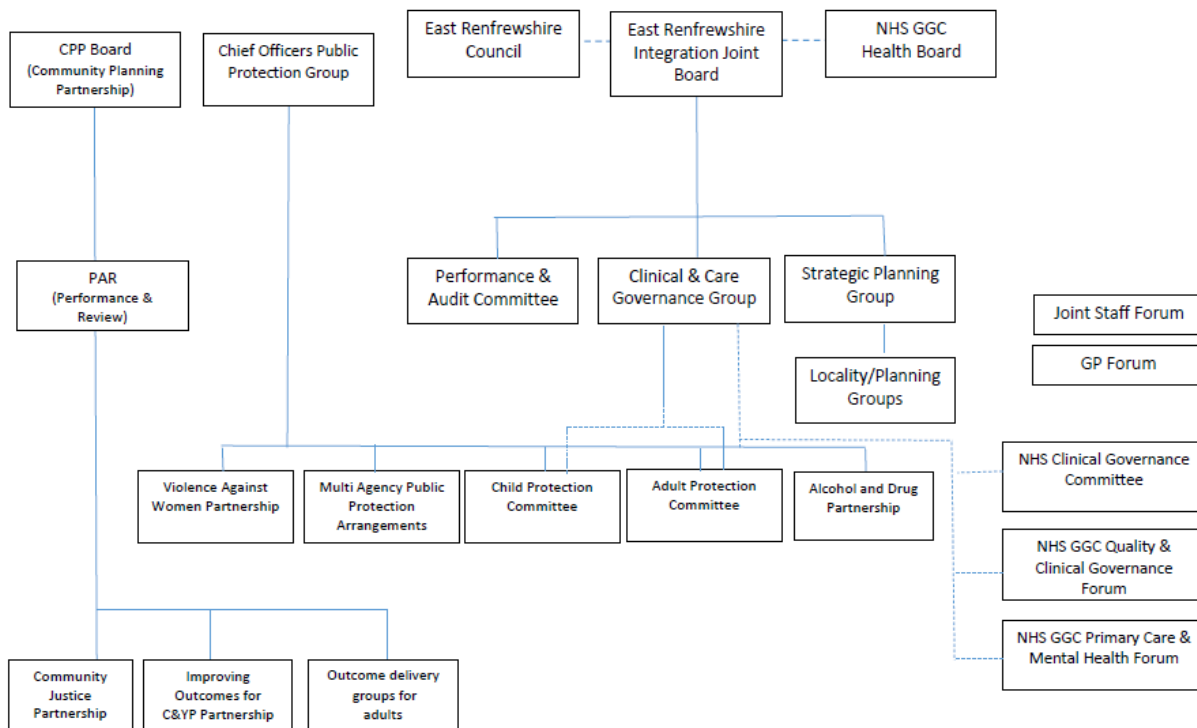 CPP Board
(Community Planning
Partnership)
Chief Officers Public
Protection Group
East Renfrewshire
Council
East Renfrewshire
Integration Joint
Board
NHS GGC
Health Board
PAR
(Performance &
Review)
Performance &
Audit Committee
Clinical & Care
Governance Group
Strategic Planning
Group
Joint Staff Forum
GP Forum
Locality/Planning
Groups
Violence Against
Women Partnership
Multi Agency Public
Protection
Arrangements
Child Protection
Committee
Adult Protection
Committee
Alcohol and Drug
Partnership
NHS Clinical Governance
Committee
NHS GGC Quality &
Clinical Governance
Forum
NHS GGC Primary Care &
Mental Health Forum
Community
Justice
Partnership
Improving
Outcomes for
C&YP Partnership
Outcome delivery
groups for
adults